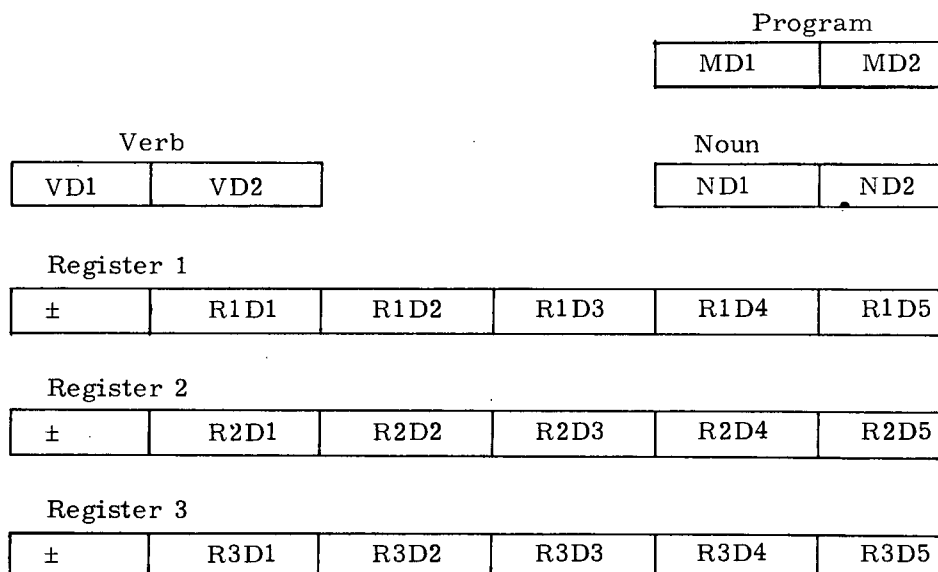 Program
MD1 MD2
Verb Noun
VD1 VD2 ND1 ND2
Register 1
± R1D1 R1D2 R1D3 R1D4 R1D5
Register 2
± R2D1 R2D2 R2D3 R2D4 R2D5
Register 3
± R3D1 R3D2 R3D3 R3D4 R3D5